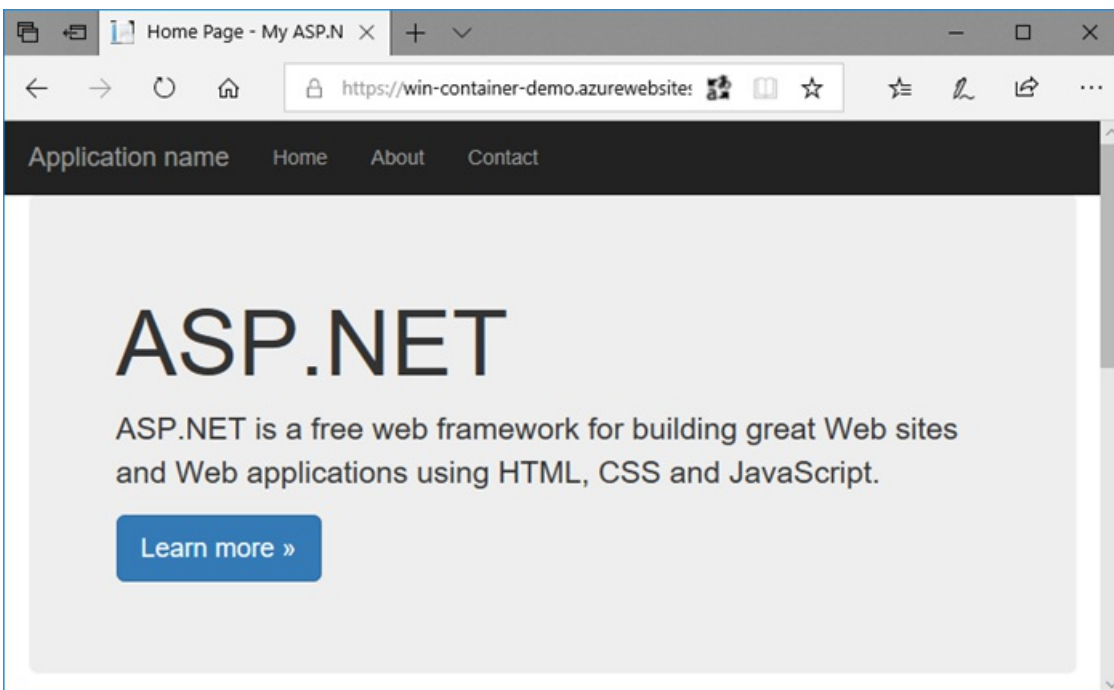 Home Page - My ASP.N
https://win-container-demo.azurewebsites
Application name Home About Contact
ASP.NET
ASP.NET is a free web framework for building great Web sites
and Web applications using HTML, CSS and JavaScript.
Learn more »